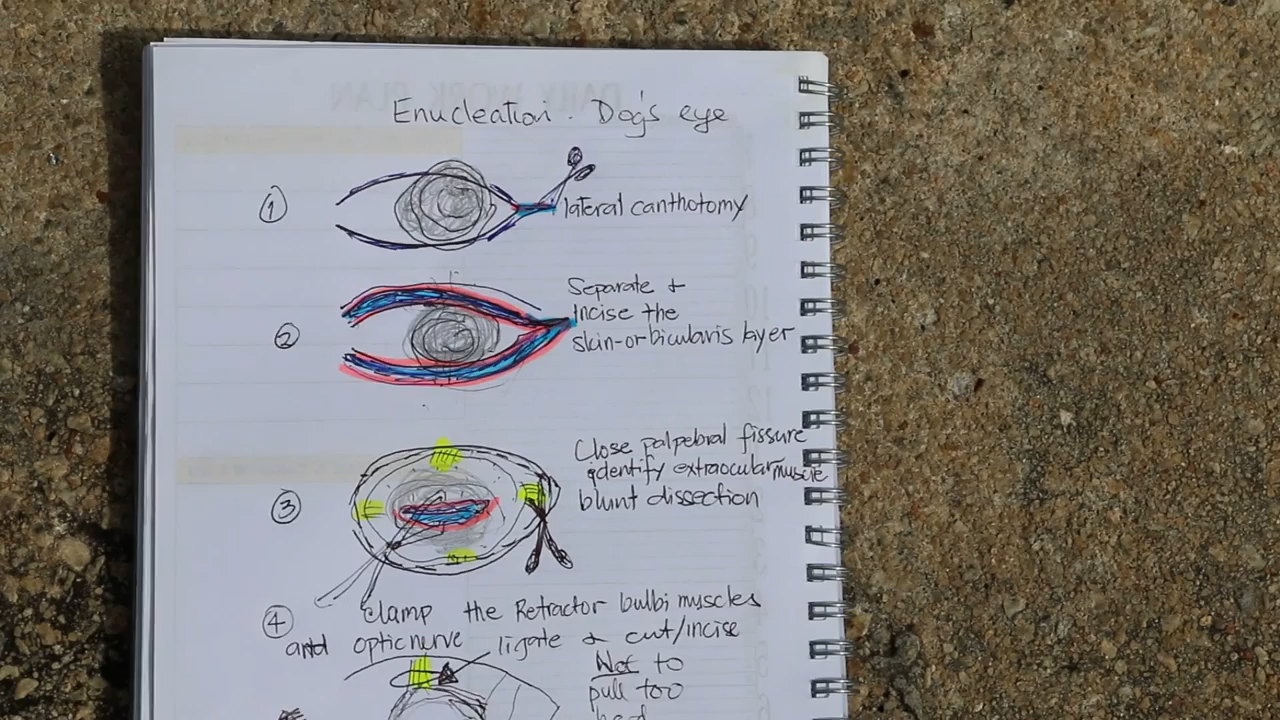 Enucleation. Dog's eye
① lateral canthotomy
Separate +
Incise the
② skin-orbicularis layer
Close palpebral fissure
identify extraocular muscle
③ blunt dissection
④ clamp the Retractor bulbi muscles
and optic nerve ligate & cut/incise
Not to
pull too